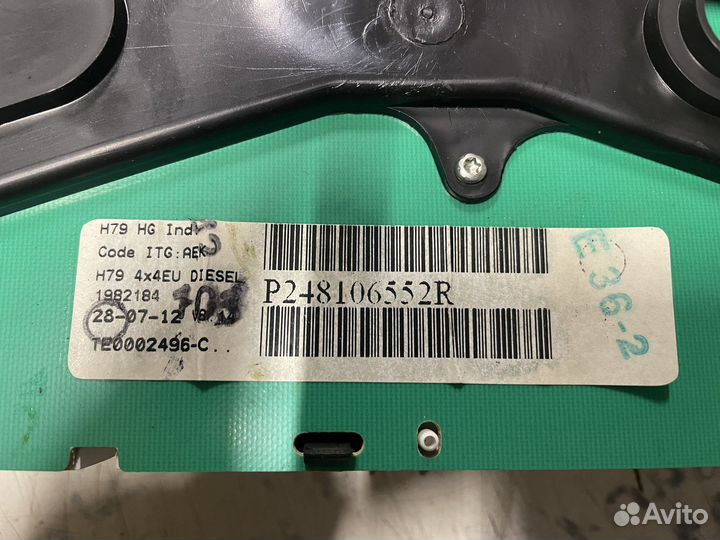 H79 HG Ind
Code ITG:AEK
H79 4x4EU DIESEL
1982184
28-07-12
TE0002496-C..
P248106552R
E 36-2
Avito